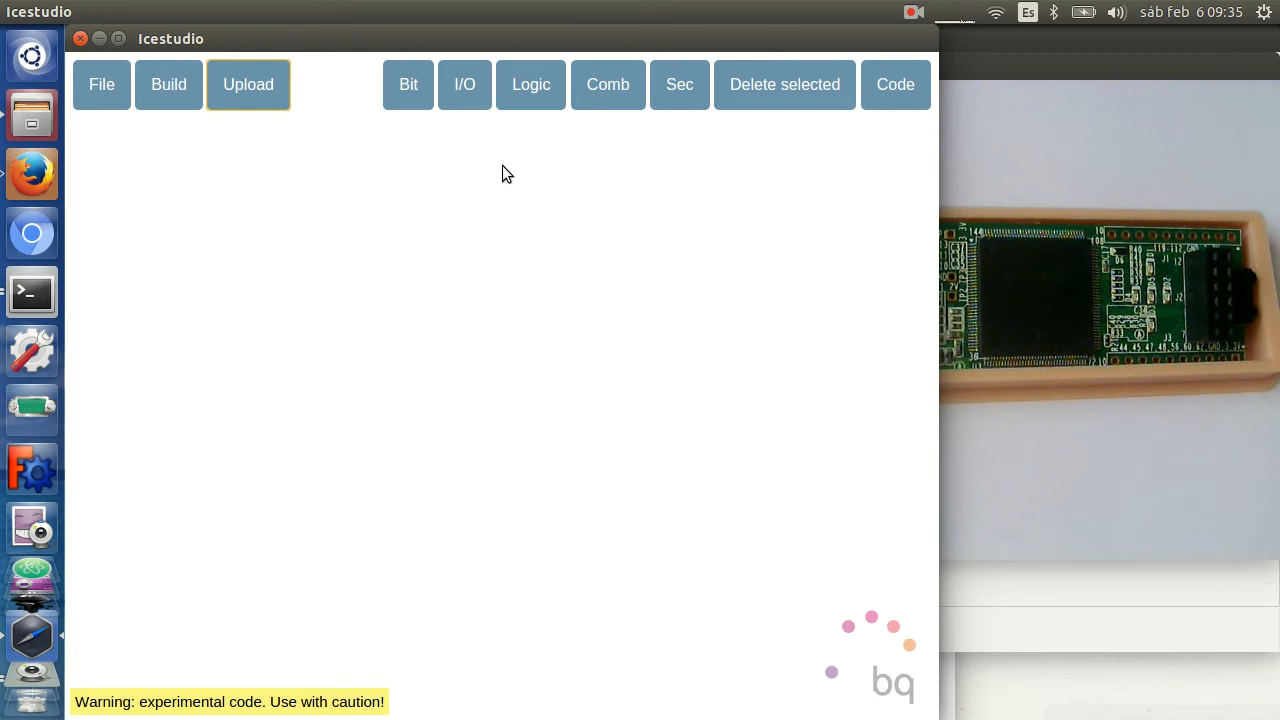 Icestudio
Es
sáb feb 6 09:35
Icestudio
File Build Upload Bit I/O Logic Comb Sec Delete selected Code
bq
Warning: experimental code. Use with caution!